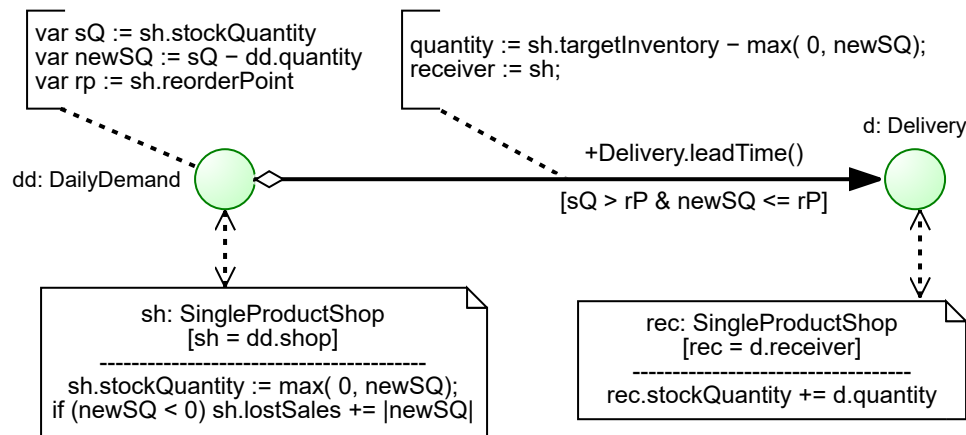 var sQ := sh.stockQuantity
var newSQ := sQ − dd.quantity
var rp := sh.reorderPoint
quantity := sh.targetInventory − max( 0, newSQ);
receiver := sh;
d: Delivery
+Delivery.leadTime()
dd: DailyDemand
[sQ > rP & newSQ <= rP]
sh: SingleProductShop
[sh = dd.shop]
---------------------------------------
sh.stockQuantity := max( 0, newSQ);
if (newSQ < 0) sh.lostSales += |newSQ|
rec: SingleProductShop
[rec = d.receiver]
---------------------------------
rec.stockQuantity += d.quantity